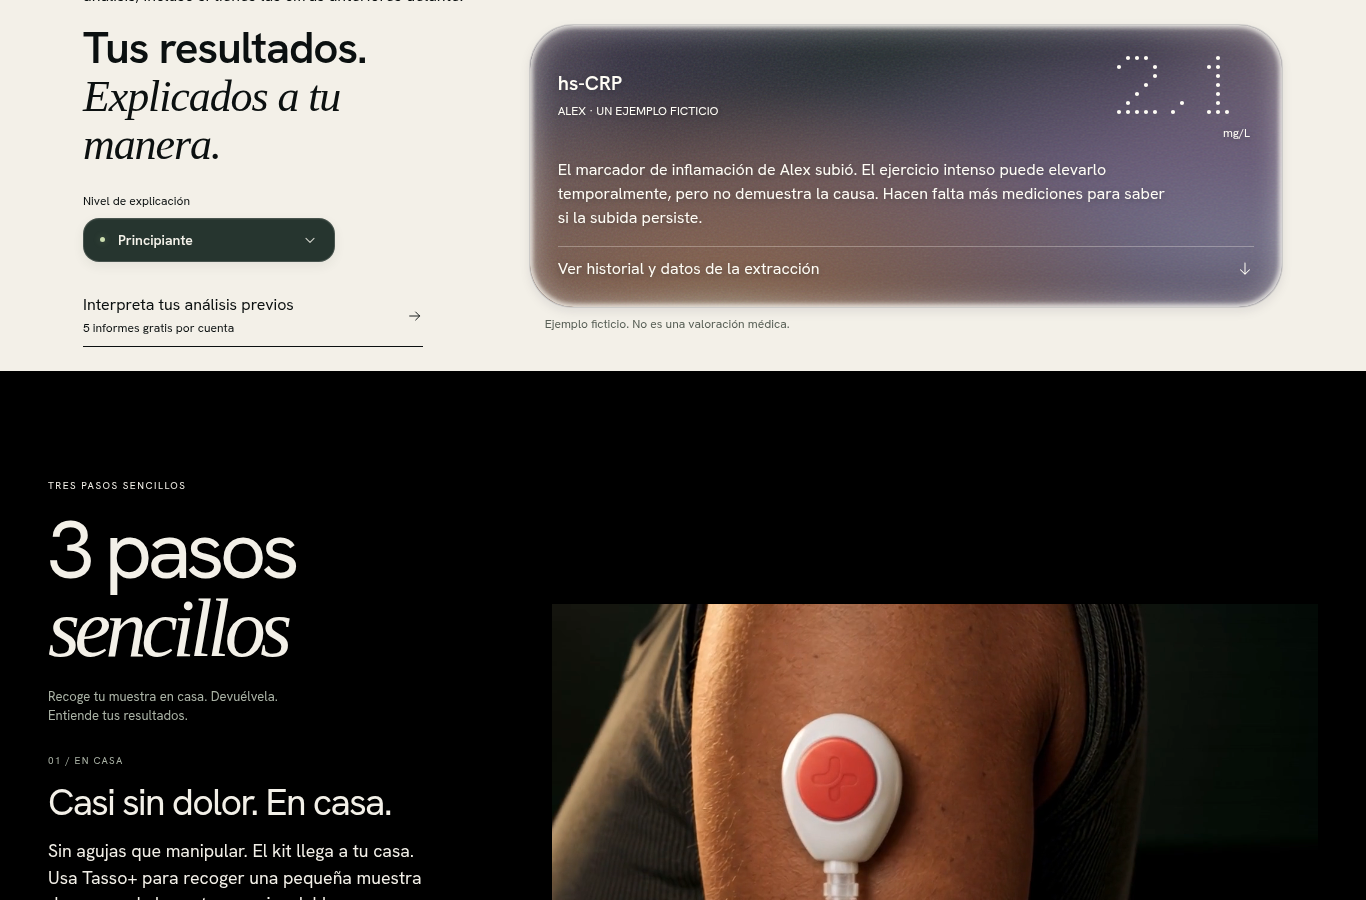 Tus resultados.
Explicados a tu
manera.
Nivel de explicación
Principiante
Interpreta tus análisis previos
5 informes gratis por cuenta
hs-CRP
ALEX · UN EJEMPLO FICTICIO
2.1
mg/L
El marcador de inflamación de Alex subió. El ejercicio intenso puede elevarlo
temporalmente, pero no demuestra la causa. Hacen falta más mediciones para saber
si la subida persiste.
Ver historial y datos de la extracción
Ejemplo ficticio. No es una valoración médica.
TRES PASOS SENCILLOS
3 pasos
sencillos
Recoge tu muestra en casa. Devuélvela.
Entiende tus resultados.
01 / EN CASA
Casi sin dolor. En casa.
Sin agujas que manipular. El kit llega a tu casa.
Usa Tasso+ para recoger una pequeña muestra